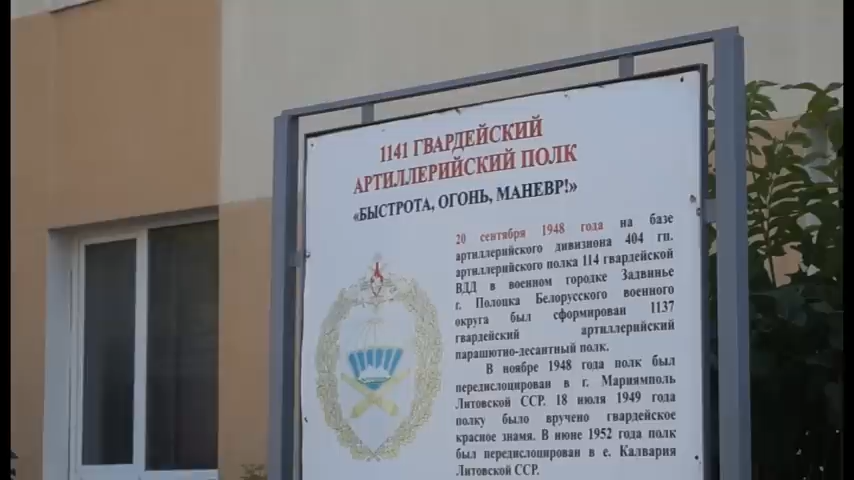 1141 ГВАРДЕЙСКИЙ
АРТИЛЛЕРИЙСКИЙ ПОЛК
«БЫСТРОТА, ОГОНЬ, МАНЕВР!»
20 сентября 1948 года на базе
артиллерийского дивизиона 404 гп.
артиллерийского полка 114 гвардейской
ВДД в военном городке Задвинье
г. Полоцка Белорусского военного
округа был сформирован 1137
гвардейский артиллерийский
парашютно-десантный полк.
В ноябре 1948 года полк был
передислоцирован в г. Мариямполь
Литовской ССР. 18 июля 1949 года
полку было вручено гвардейское
красное знамя. В июне 1952 года полк
был передислоцирован в е. Калвария
Литовской ССР.